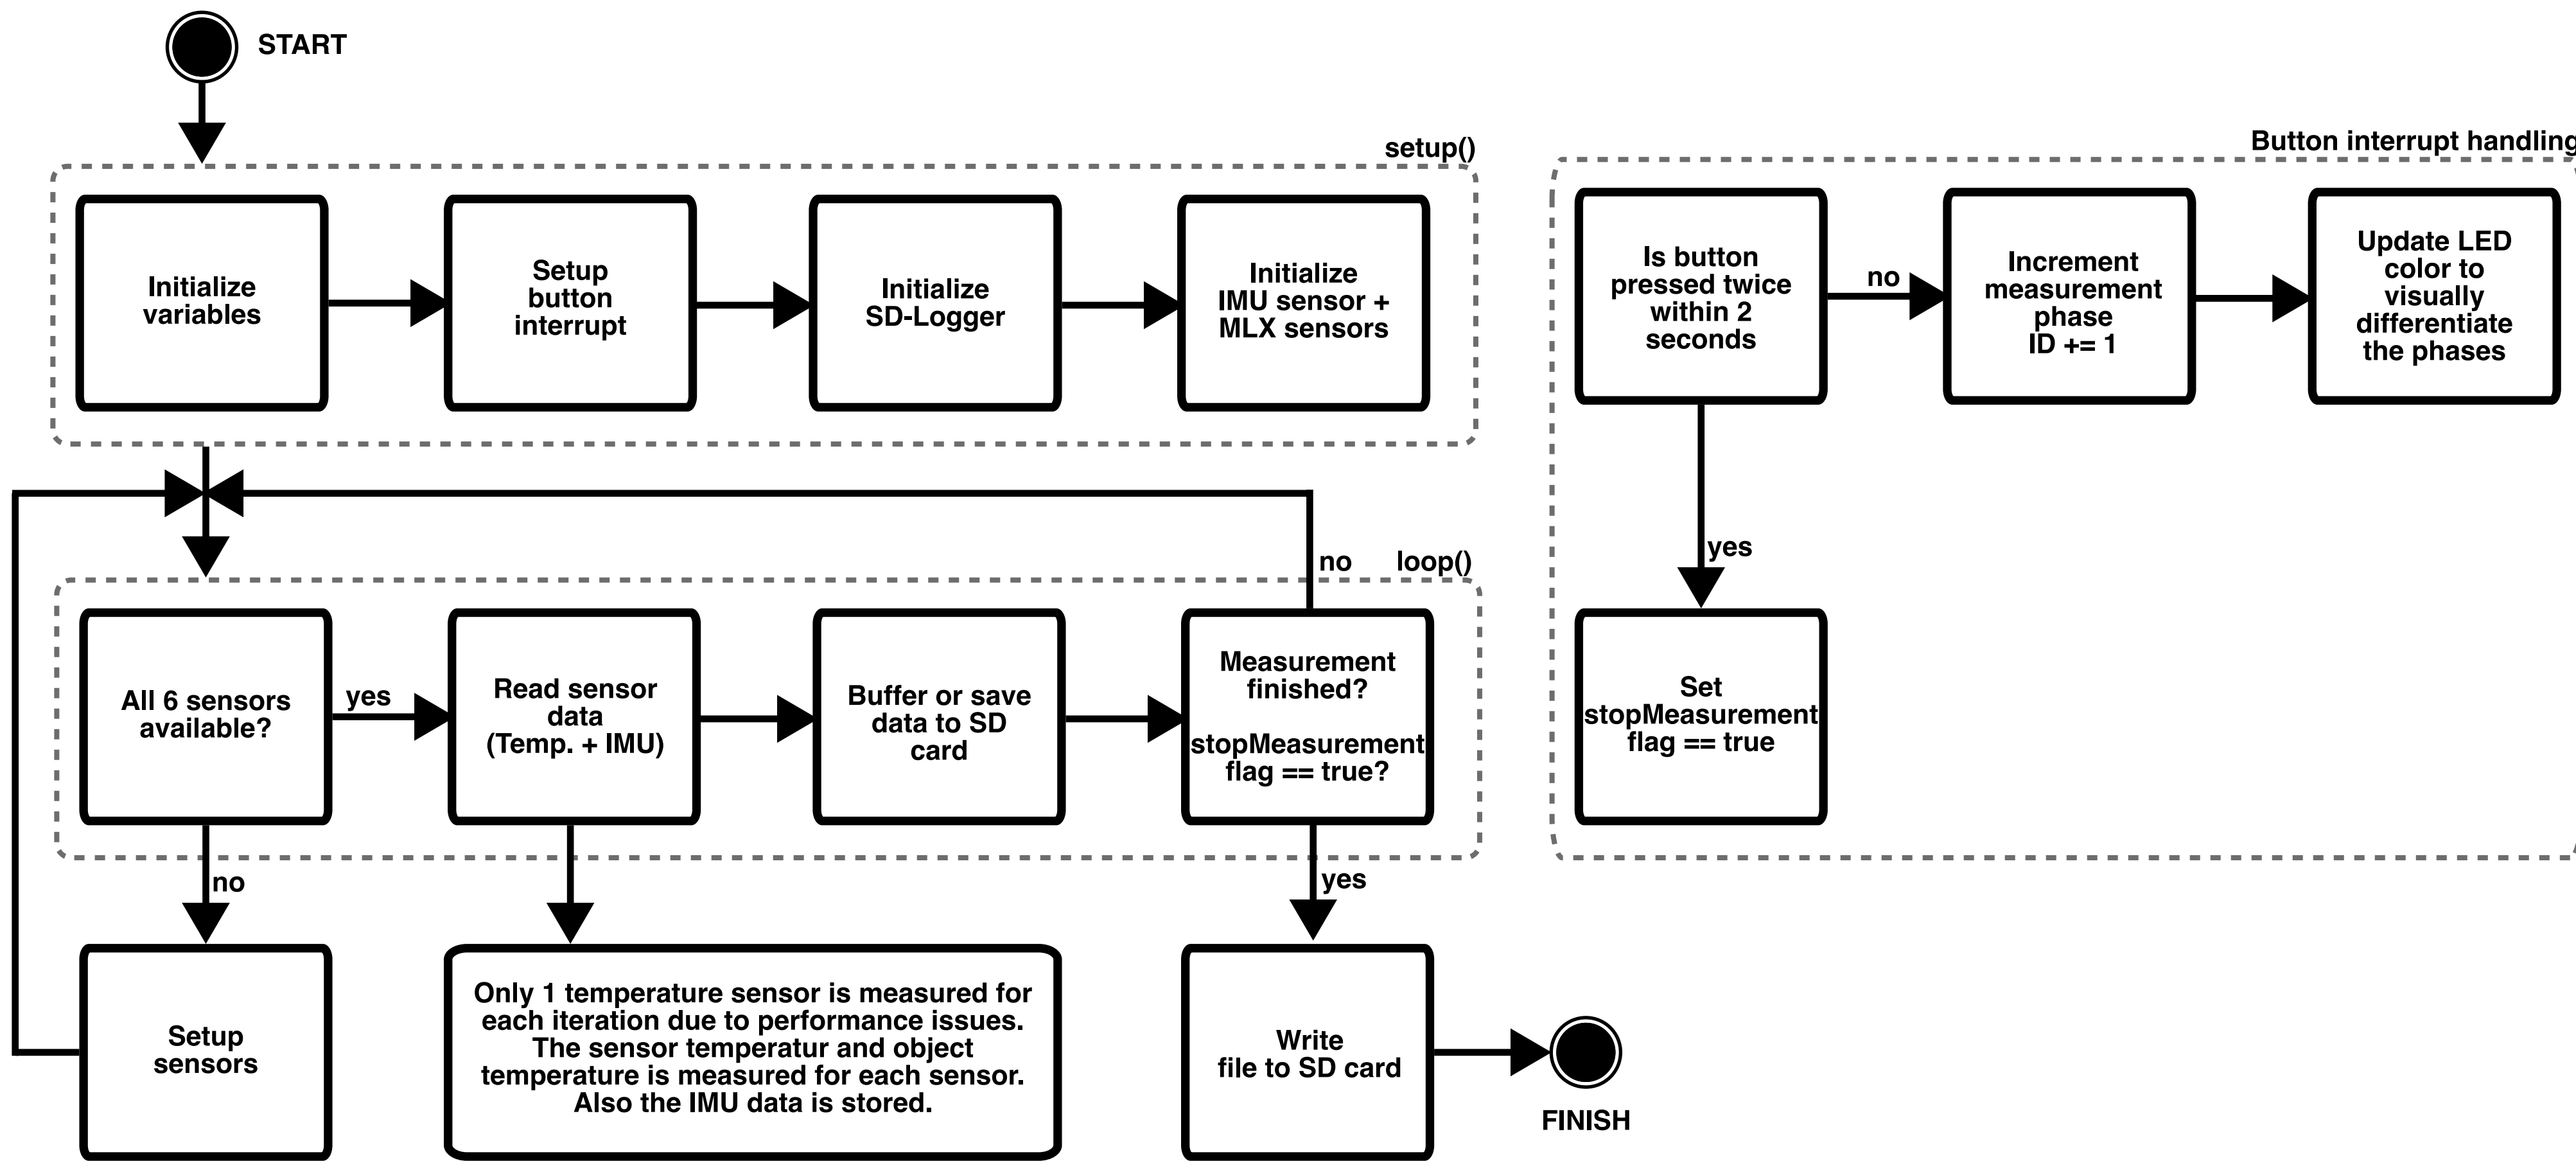 START
setup()
Initialize
variables
Setup
button
interrupt
Initialize
SD-Logger
Initialize
IMU sensor +
MLX sensors
Button interrupt handling
Is button
pressed twice
within 2
seconds
no
Increment
measurement
phase
ID += 1
Update LED
color to
visually
differentiate
the phases
yes
Set
stopMeasurement
flag == true
no
loop()
All 6 sensors
available?
yes
Read sensor
data
(Temp. + IMU)
Buffer or save
data to SD
card
Measurement
finished?
stopMeasurement
flag == true?
no
yes
Setup
sensors
Only 1 temperature sensor is measured for
each iteration due to performance issues.
The sensor temperatur and object
temperature is measured for each sensor.
Also the IMU data is stored.
Write
file to SD card
FINISH